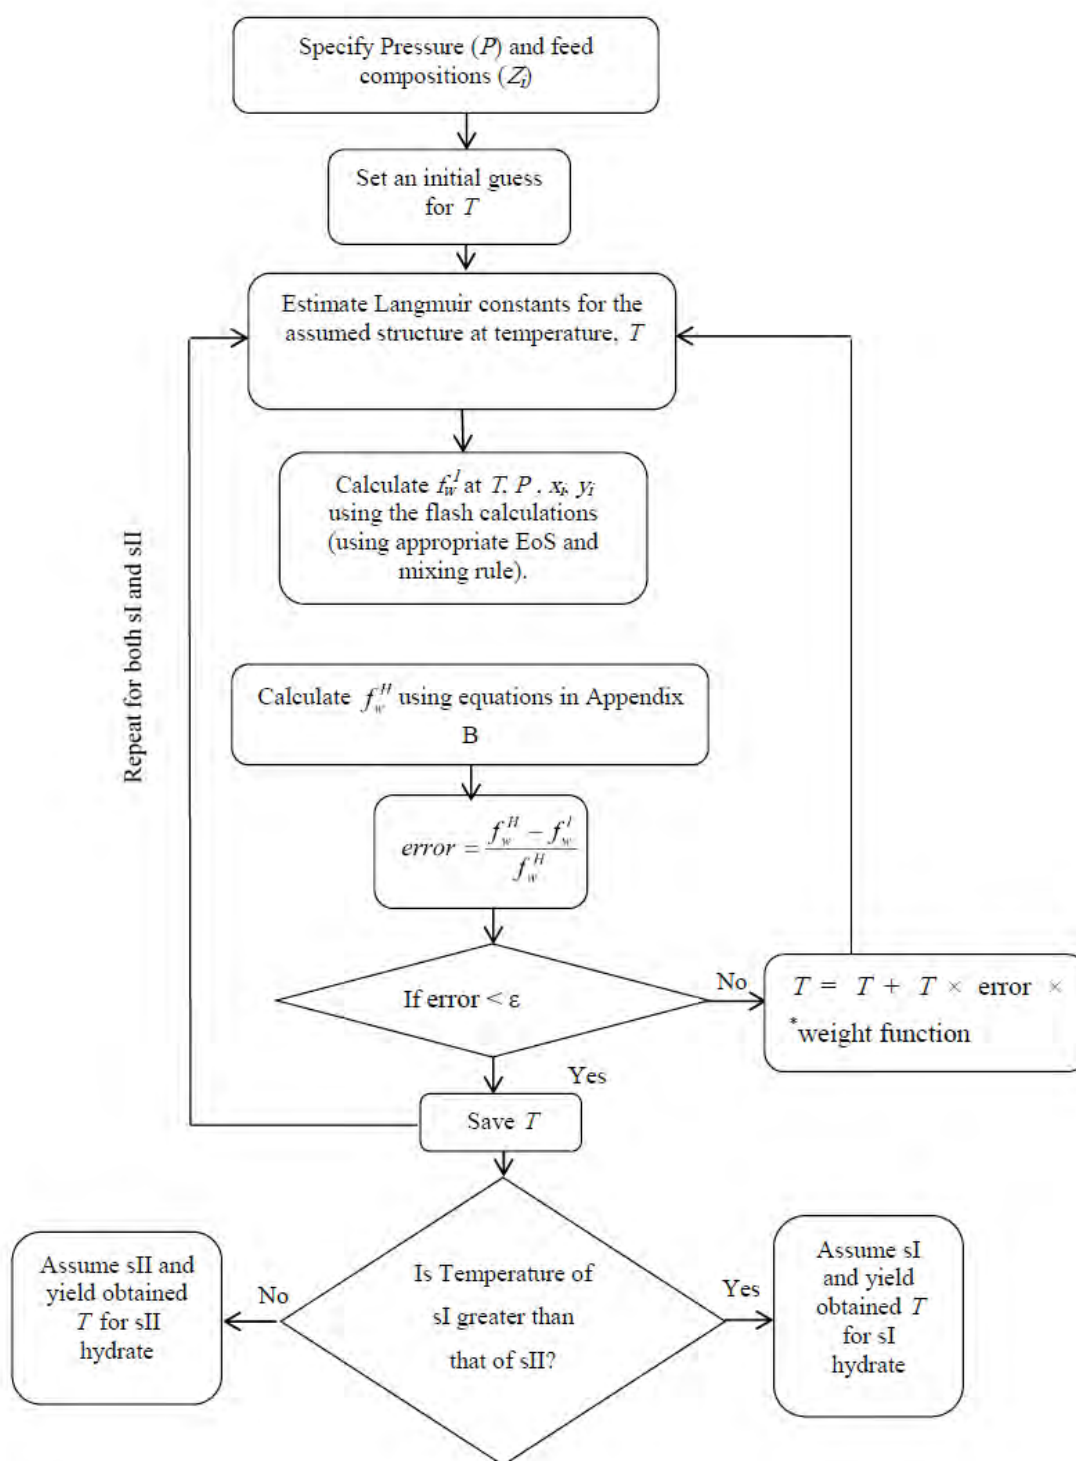 Specify Pressure (P) and feed
compositions (Zi)
Set an initial guess
for T
Estimate Langmuir constants for the
assumed structure at temperature, T
Calculate f_w^I at T, P , xi, yi
using the flash calculations
(using appropriate EoS and
mixing rule).
Repeat for both sI and sII
Calculate f_w^H using equations in Appendix
B
error = (f_w^H − f_w^I) / f_w^H
If error < ε
No
T = T + T × error ×
*weight function
Yes
Save T
Is Temperature of
sI greater than
that of sII?
No
Assume sII and
yield obtained
T for sII
hydrate
Yes
Assume sI
and yield
obtained T
for sI
hydrate